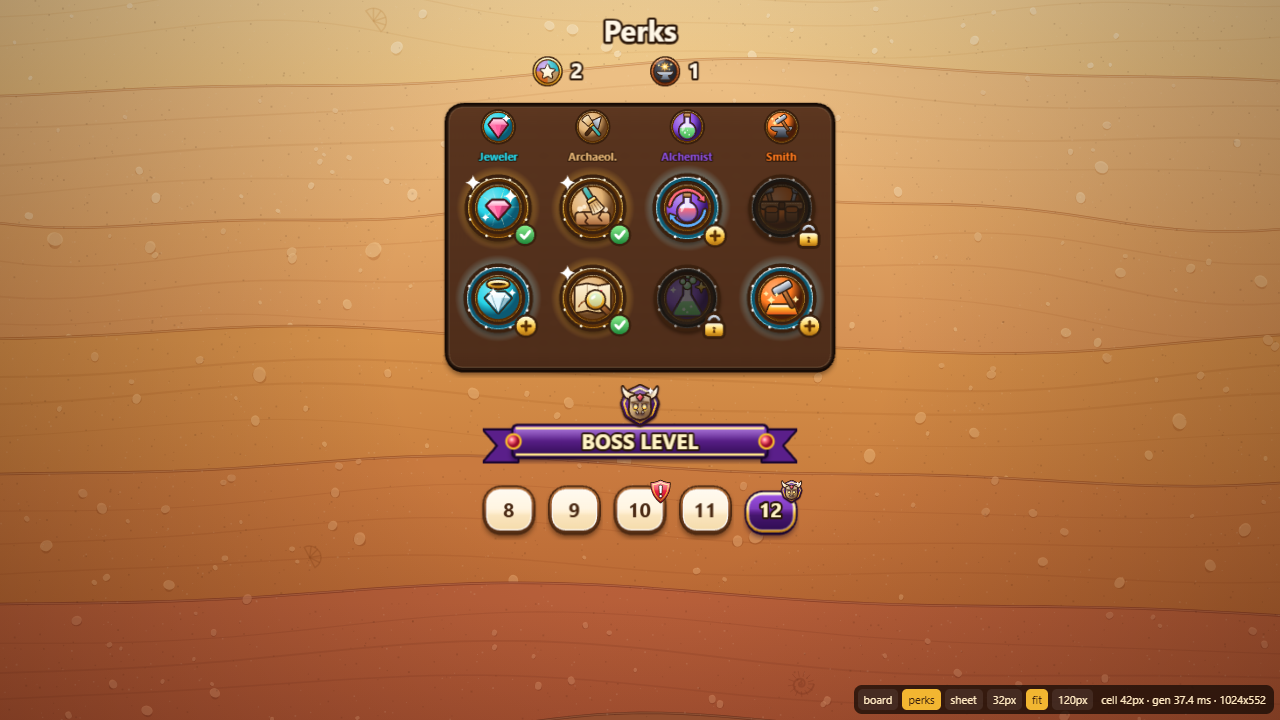 Perks
2 1
Jeweler Archaeol. Alchemist Smith
BOSS LEVEL
8 9 10 11 12
board perks sheet 32px fit 120px cell 42px · gen 37.4 ms · 1024x552